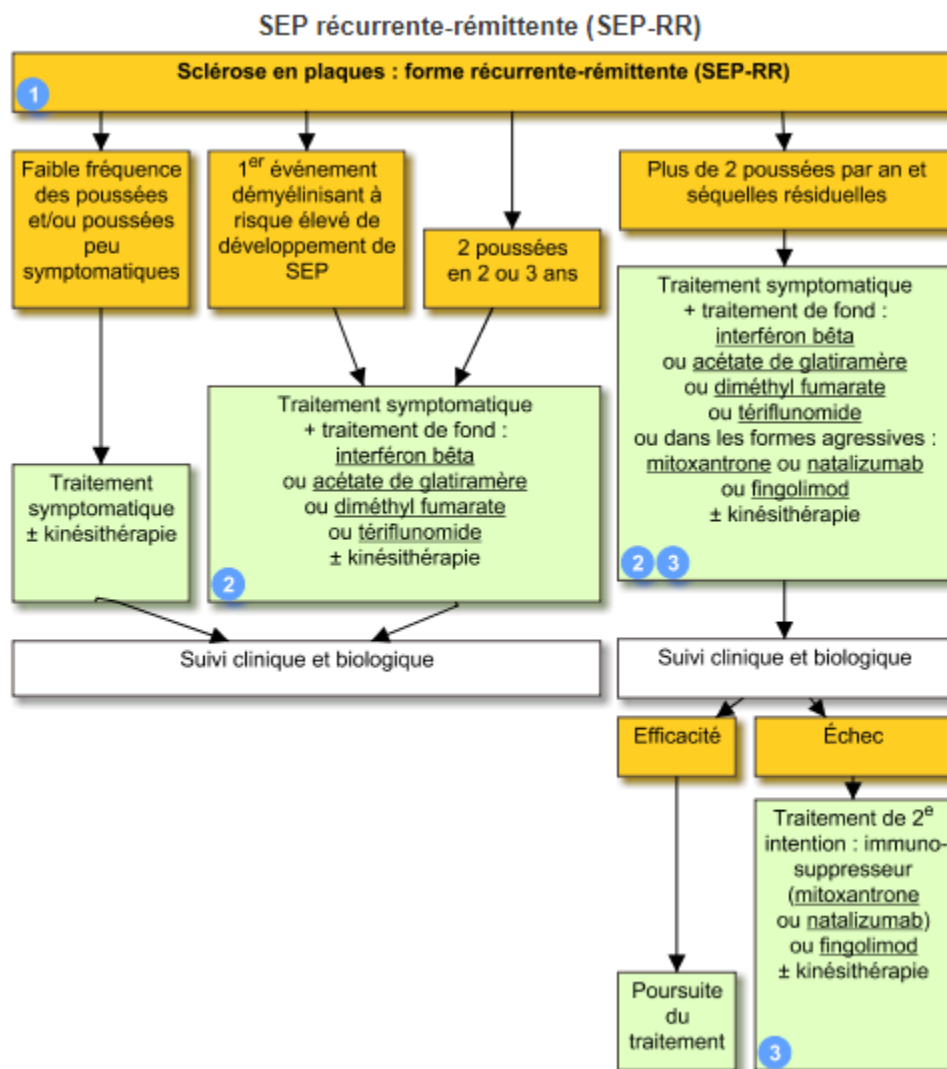 SEP récurrente-rémittente (SEP-RR)
Sclérose en plaques : forme récurrente-rémittente (SEP-RR)
1
Faible fréquence
des poussées
et/ou poussées
peu
symptomatiques
1er événement
démyélinisant à
risque élevé de
développement de
SEP
2 poussées
en 2 ou 3 ans
Plus de 2 poussées par an et
séquelles résiduelles
Traitement
symptomatique
± kinésithérapie
Traitement symptomatique
+ traitement de fond :
interféron bêta
ou acétate de glatiramère
ou diméthyl fumarate
ou tériflunomide
± kinésithérapie
2
Traitement symptomatique
+ traitement de fond :
interféron bêta
ou acétate de glatiramère
ou diméthyl fumarate
ou tériflunomide
ou dans les formes agressives :
mitoxantrone ou natalizumab
ou fingolimod
± kinésithérapie
2 3
Suivi clinique et biologique
Suivi clinique et biologique
Efficacité
Échec
Poursuite
du
traitement
Traitement de 2e
intention : immuno-
suppresseur
(mitoxantrone
ou natalizumab)
ou fingolimod
± kinésithérapie
3